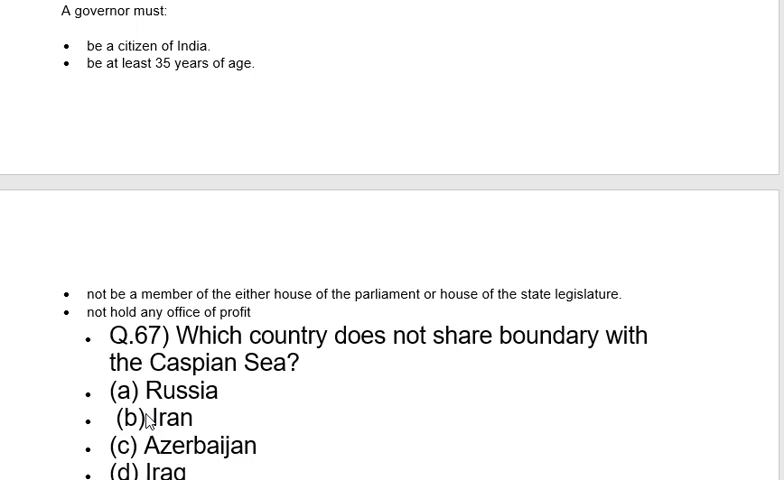 A governor must:
• be a citizen of India.
• be at least 35 years of age.
• not be a member of the either house of the parliament or house of the state legislature.
• not hold any office of profit
• Q.67) Which country does not share boundary with
the Caspian Sea?
• (a) Russia
• (b) Iran
• (c) Azerbaijan
• (d) Iraq